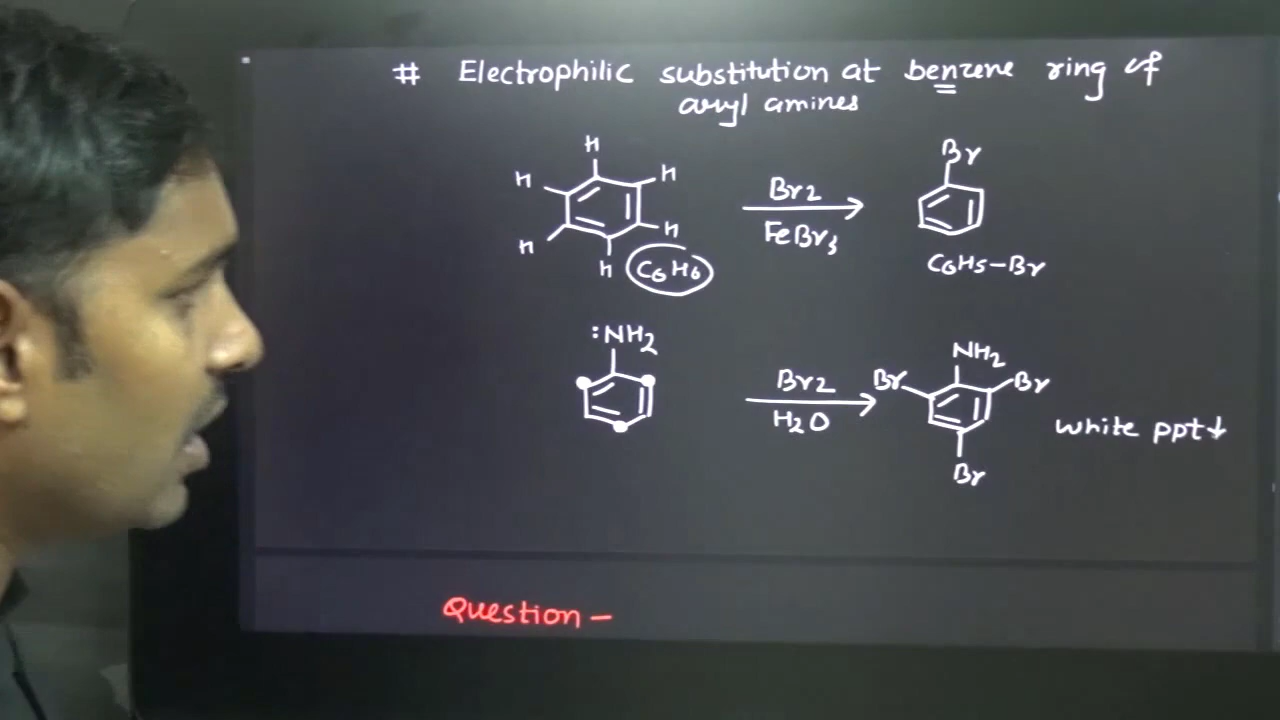 # Electrophilic substitution at benzene ring of
aryl amines
H
H H
H H
H
C6H6
Br2
FeBr3
Br
C6H5-Br
:NH2
Br2
H2O
NH2
Br Br
Br
white ppt↓
Question -